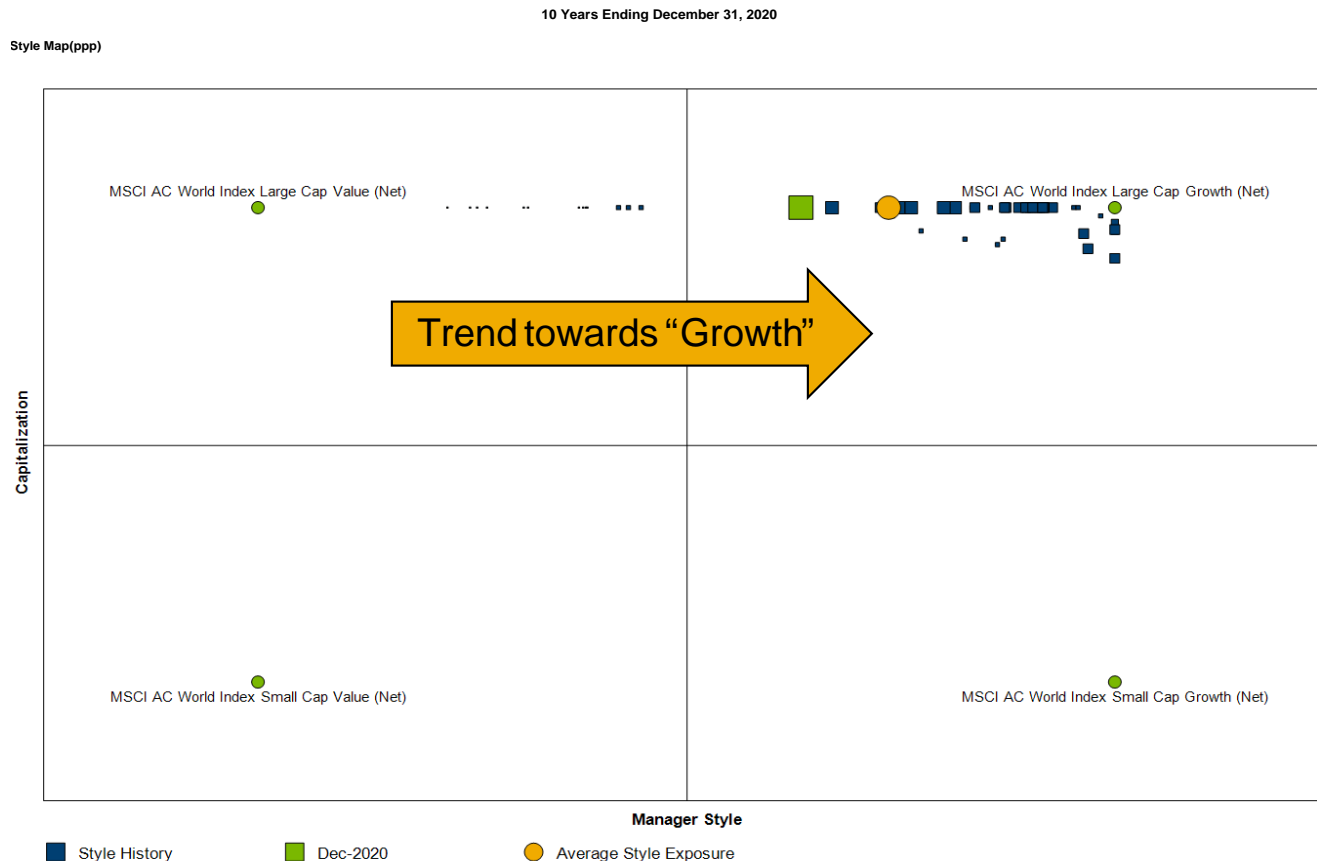 10 Years Ending December 31, 2020
Style Map(ppp)
MSCI AC World Index Large Cap Value (Net)
MSCI AC World Index Large Cap Growth (Net)
Trend towards “Growth”
Capitalization
MSCI AC World Index Small Cap Value (Net)
MSCI AC World Index Small Cap Growth (Net)
Manager Style
Style History
Dec-2020
Average Style Exposure